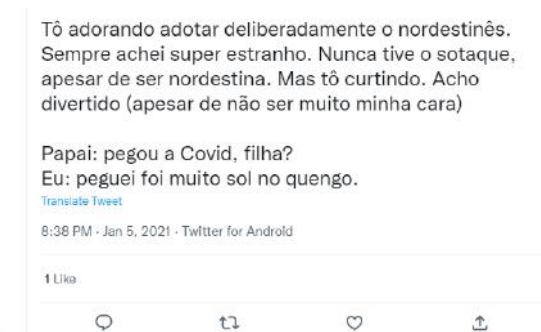 Tô adorando adotar deliberadamente o nordestinês.
Sempre achei super estranho. Nunca tive o sotaque,
apesar de ser nordestina. Mas tô curtindo. Acho
divertido (apesar de não ser muito minha cara)
Papai: pegou a Covid, filha?
Eu: peguei foi muito sol no quengo.
Translate Tweet
8:38 PM · Jan 5, 2021 · Twitter for Android
1 Like